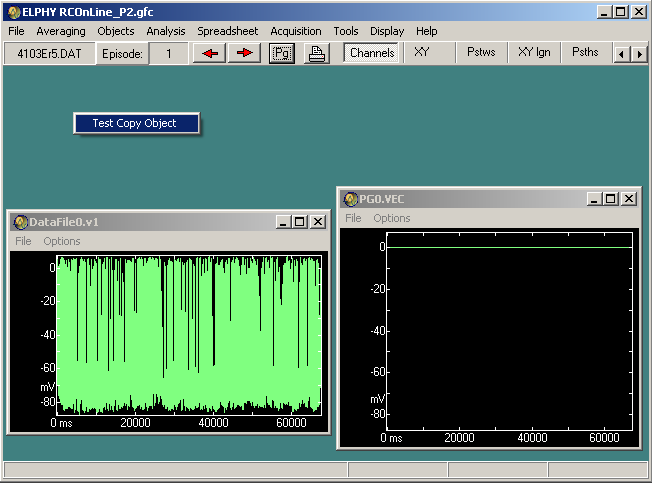 ELPHY RCOnLine_P2.gfc
File Averaging Objects Analysis Spreadsheet Acquisition Tools Display Help
4103Er5.DAT Episode: 1 Pg Channels XY Pstws XY Ign Psths
Test Copy Object
PG0.VEC
File Options
DataFile0.v1
File Options
0
-20
-40
-60
mV
-80
0 ms 20000 40000 60000
0
-20
-40
-60
mV
-80
0 ms 20000 40000 60000